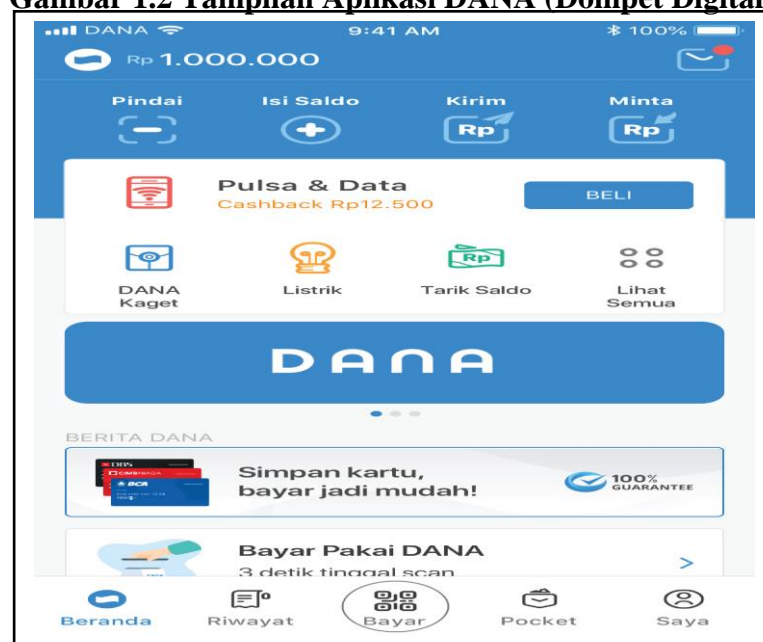 Gambar 1.2 Tampilan Aplikasi DANA (Dompet Digital
DANA 9:41 AM 100%
Rp 1.000.000
Pindai Isi Saldo Kirim Minta
Rp Rp
Pulsa & Data
Cashback Rp12.500
BELI
Rp
DANA Kaget
Listrik
Tarik Saldo
Lihat Semua
DANA
BERITA DANA
DBS
CIMB NIAGA
BCA
Simpan kartu,
bayar jadi mudah!
100%
GUARANTEE
Bayar Pakai DANA
3 detik tinggal scan
>
Beranda Riwayat Bayar Pocket Saya